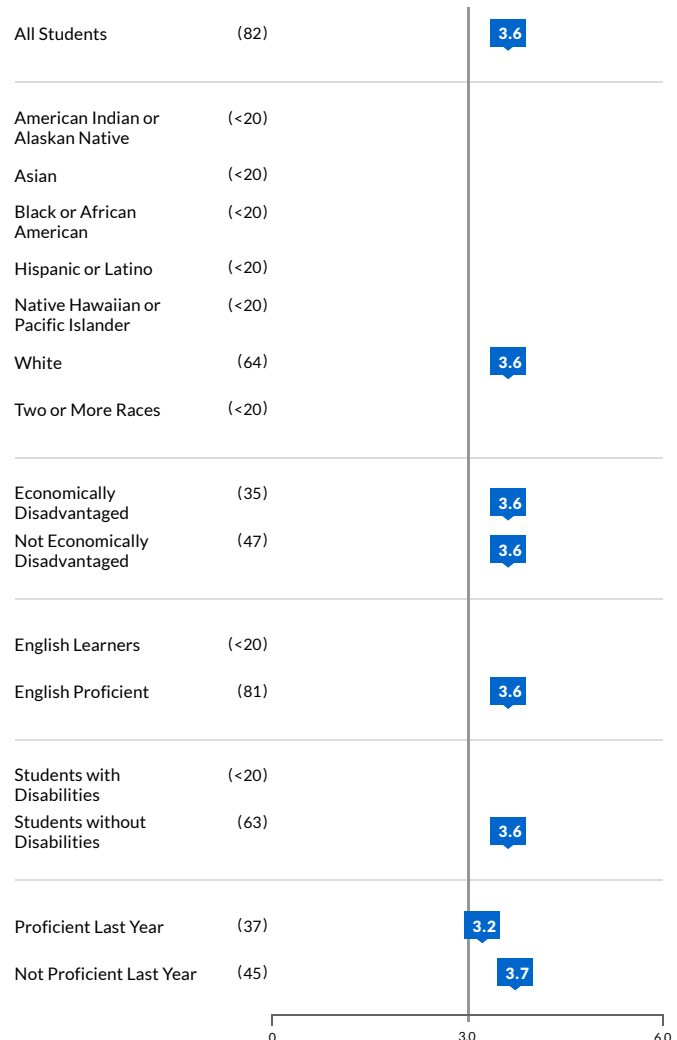 All Students (82) 3.6
American Indian or (<20)
Alaskan Native
Asian (<20)
Black or African (<20)
American
Hispanic or Latino (<20)
Native Hawaiian or (<20)
Pacific Islander
White (64) 3.6
Two or More Races (<20)
Economically (35) 3.6
Disadvantaged
Not Economically (47) 3.6
Disadvantaged
English Learners (<20)
English Proficient (81) 3.6
Students with (<20)
Disabilities
Students without (63) 3.6
Disabilities
Proficient Last Year (37) 3.2
Not Proficient Last Year (45) 3.7
0 3.0 6.0